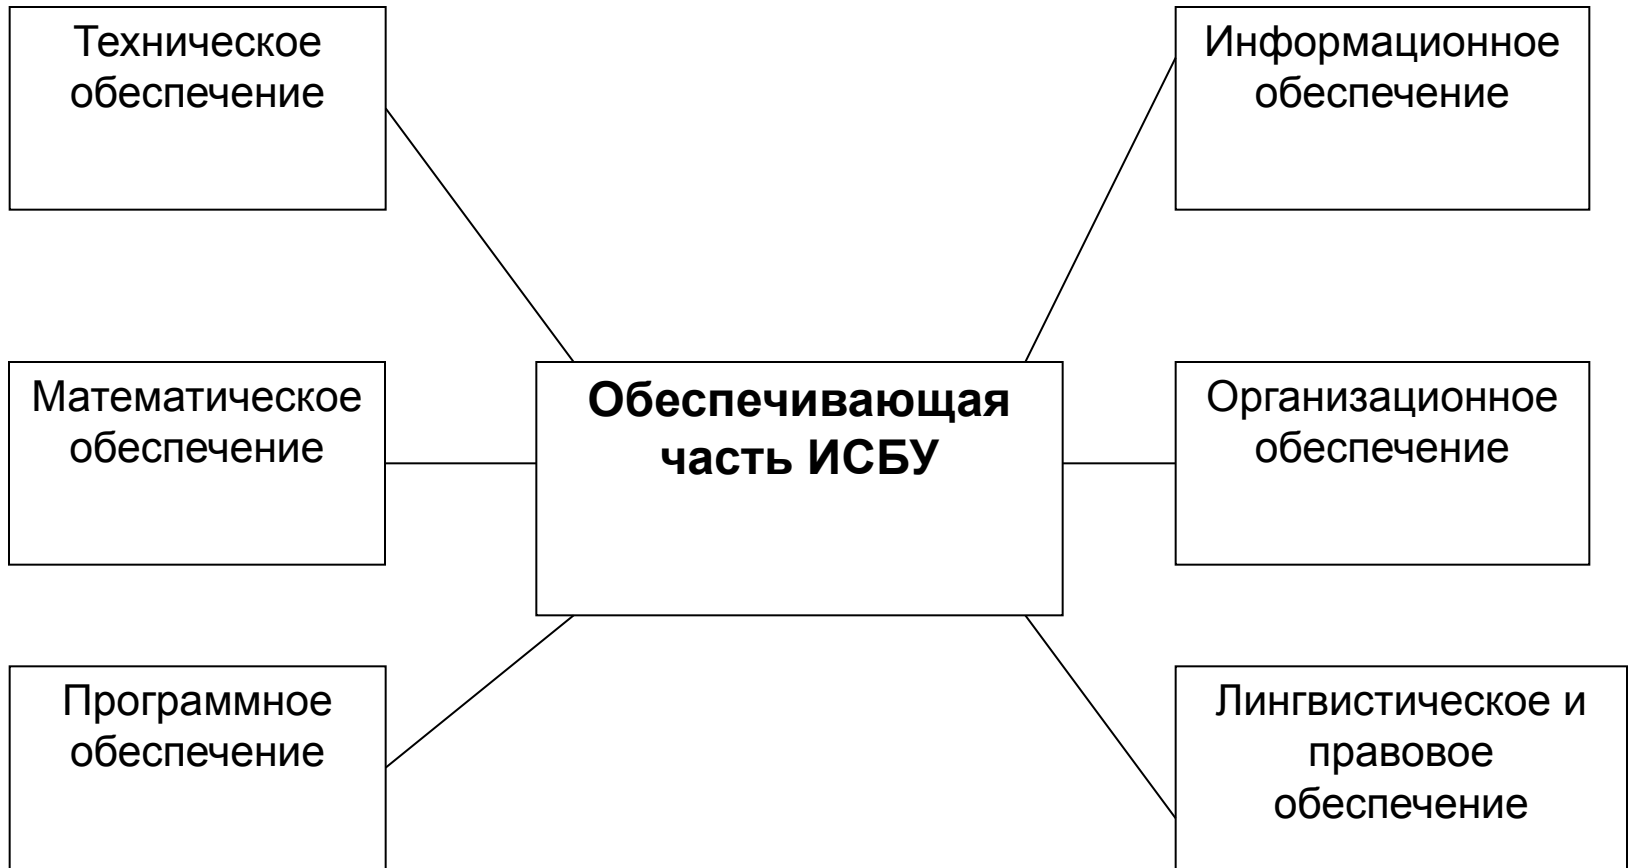 Техническое
обеспечение
Информационное
обеспечение
Математическое
обеспечение
Обеспечивающая
часть ИСБУ
Организационное
обеспечение
Программное
обеспечение
Лингвистическое и
правовое
обеспечение